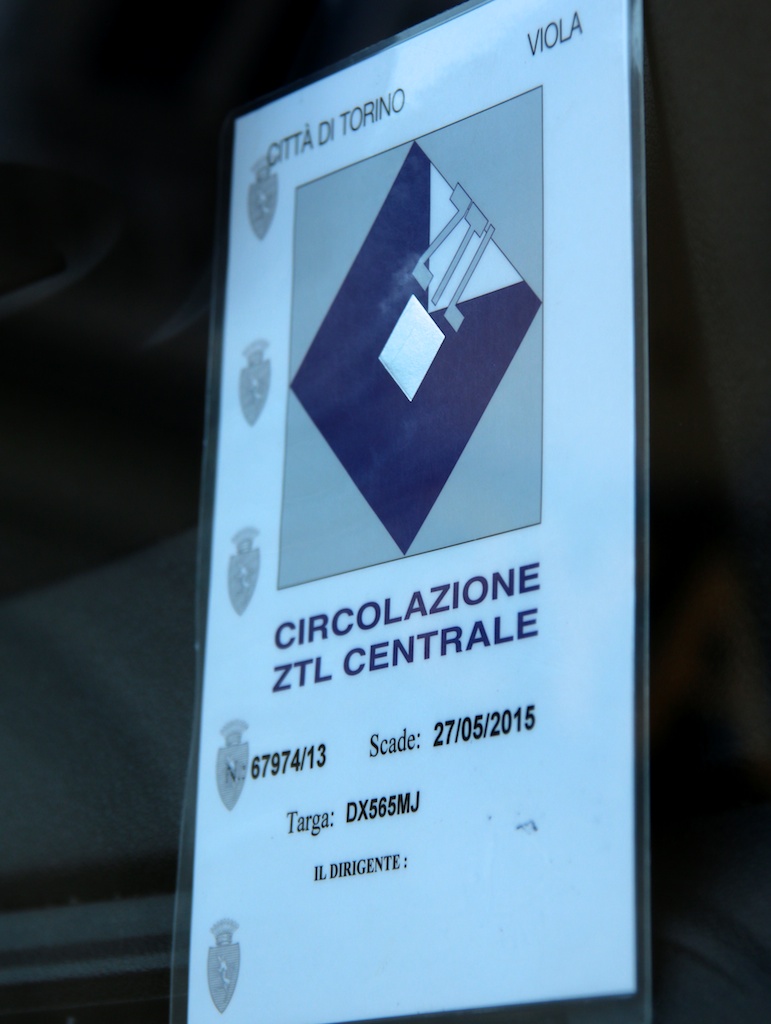 VIOLA
CITTÀ DI TORINO
ZTL
CIRCOLAZIONE
ZTL CENTRALE
N.: 67974/13 Scade: 27/05/2015
Targa: DX565MJ
IL DIRIGENTE :